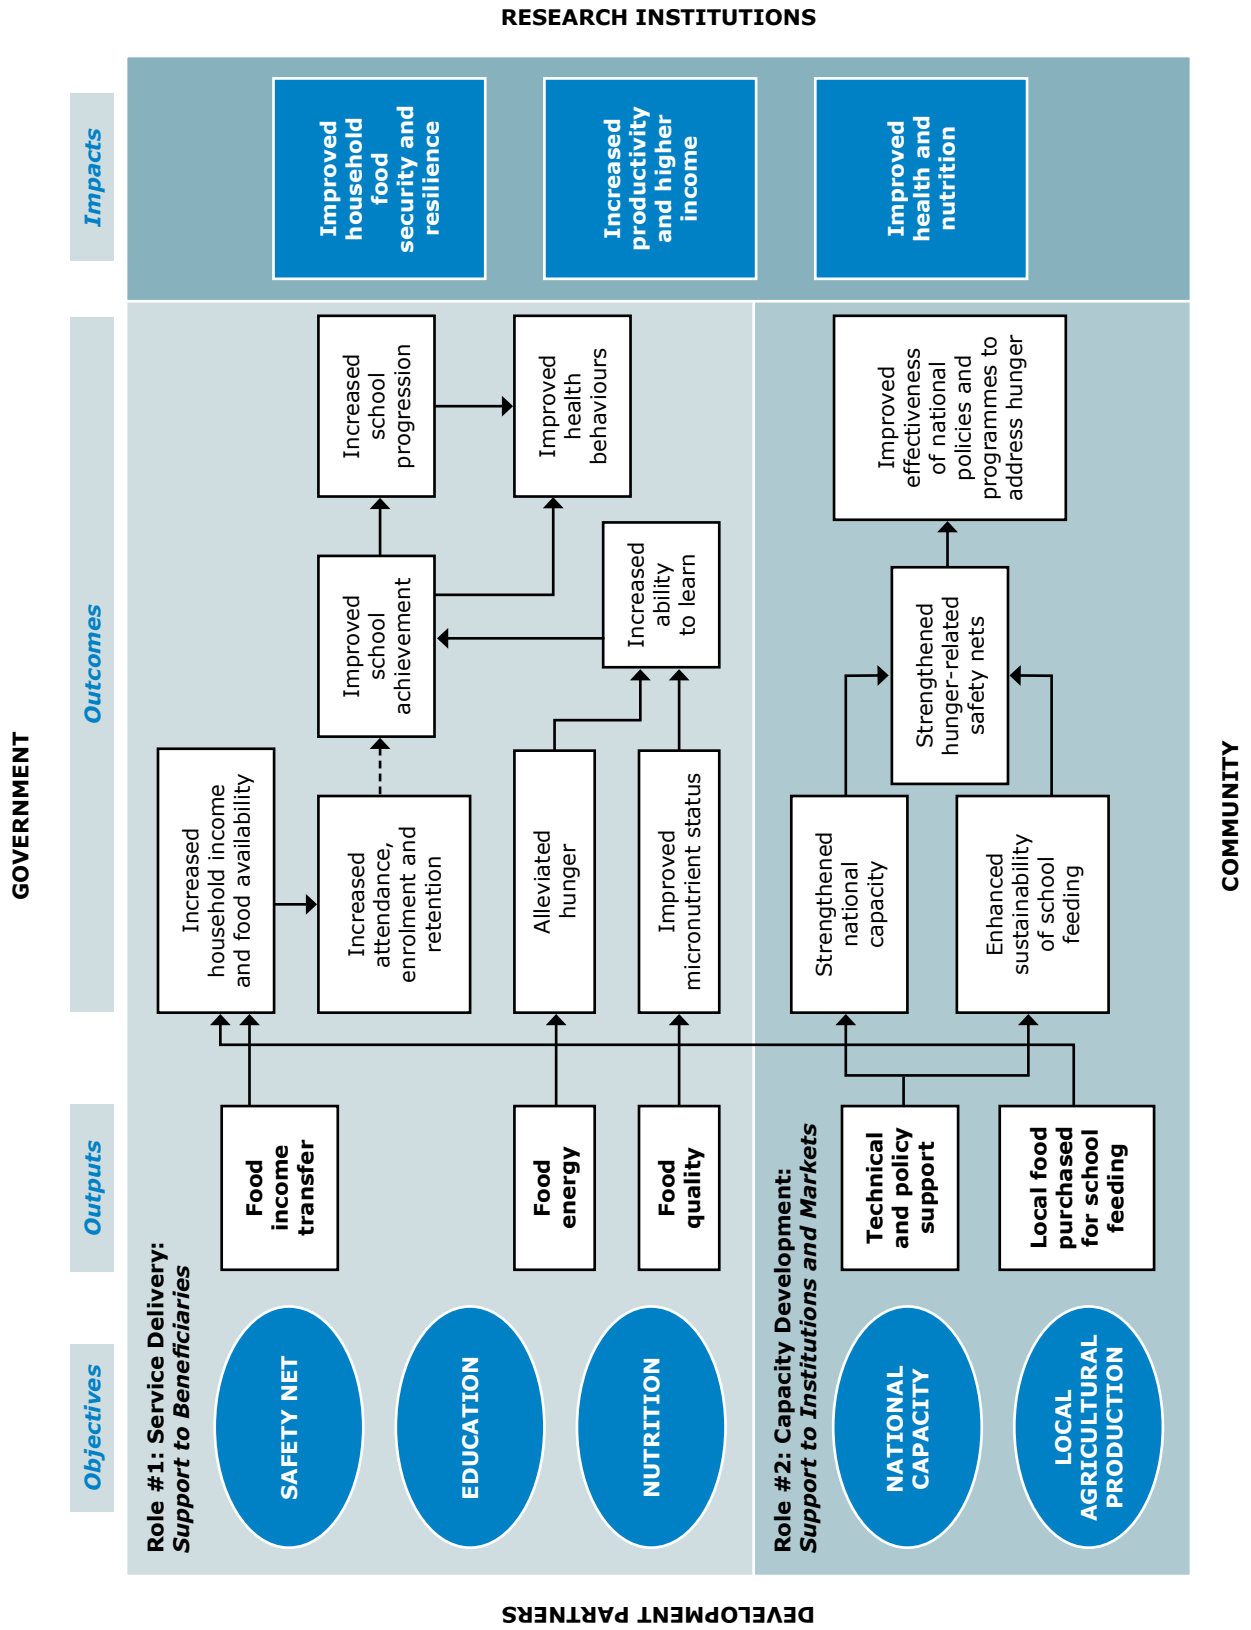 RESEARCH INSTITUTIONS
GOVERNMENT
COMMUNITY
DEVELOPMENT PARTNERS
Objectives
Outputs
Outcomes
Impacts
Role #1: Service Delivery:
Support to Beneficiaries
SAFETY NET
EDUCATION
NUTRITION
Food
income
transfer
Food
energy
Food
quality
Increased
household income
and food availability
Increased
attendance,
enrolment and
retention
Alleviated
hunger
Improved
micronutrient status
Improved
school
achievement
Increased
ability
to learn
Increased
school
progression
Improved
health
behaviours
Role #2: Capacity Development:
Support to Institutions and Markets
NATIONAL
CAPACITY
LOCAL
AGRICULTURAL
PRODUCTION
Technical
and policy
support
Local food
purchased
for school
feeding
Strengthened
national
capacity
Enhanced
sustainability
of school
feeding
Strengthened
hunger-related
safety nets
Improved
effectiveness
of national
policies and
programmes to
address hunger
Improved
household
food
security and
resilience
Increased
productivity
and higher
income
Improved
health and
nutrition